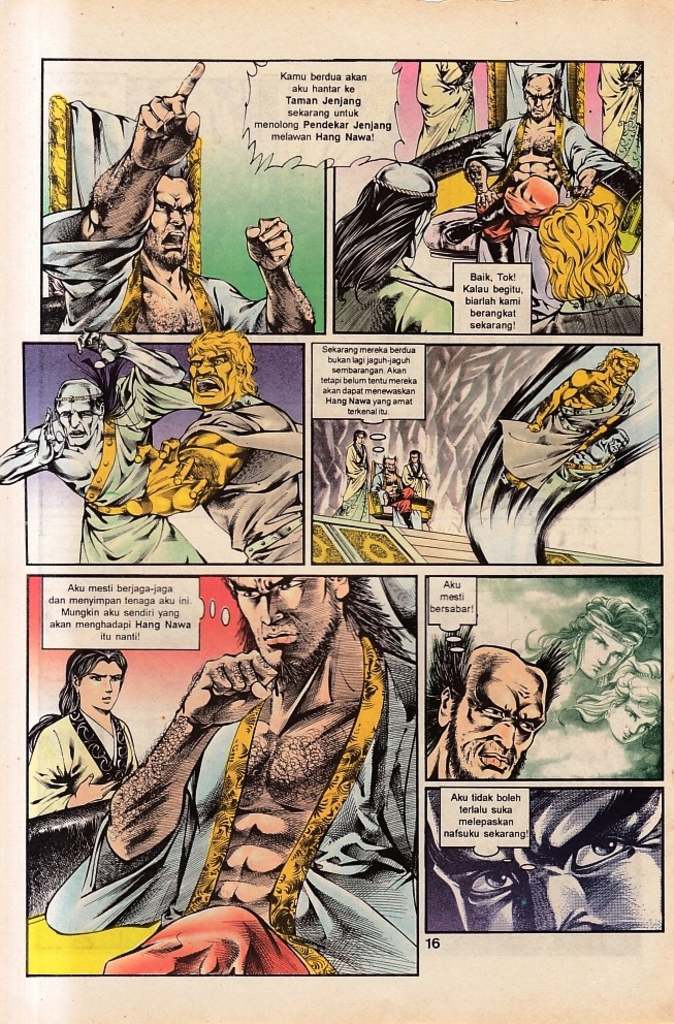 Kamu berdua akan
aku hantar ke
Taman Jenjang
sekarang untuk
menolong Pendekar Jenjang
melawan Hang Nawa!
Baik, Tok!
Kalau begitu,
biarlah kami
berangkat
sekarang!
Sekarang mereka berdua
bukan lagi jaguh-jaguh
sembarangan. Akan
tetapi belum tentu mereka
akan dapat menewaskan
Hang Nawa yang amat
terkenal itu.
Aku mesti berjaga-jaga
dan menyimpan tenaga aku ini.
Mungkin aku sendiri yang
akan menghadapi Hang Nawa
itu nanti!
Aku
mesti
bersabar!
Aku tidak boleh
terlalu suka
melepaskan
nafsuku sekarang!
16